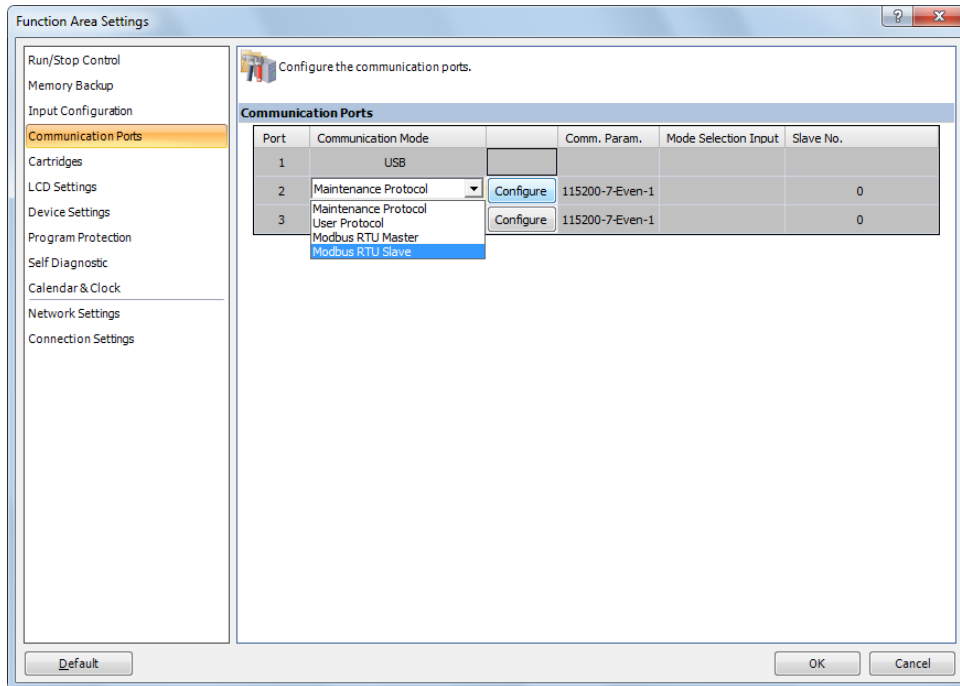 Function Area Settings
Run/Stop Control
Memory Backup
Input Configuration
Communication Ports
Cartridges
LCD Settings
Device Settings
Program Protection
Self Diagnostic
Calendar & Clock
Network Settings
Connection Settings
Configure the communication ports.
Communication Ports
Port Communication Mode Comm. Param. Mode Selection Input Slave No.
1 USB
2 Maintenance Protocol Configure 115200-7-Even-1 0
Maintenance Protocol
User Protocol
Modbus RTU Master
Modbus RTU Slave
3 Configure 115200-7-Even-1 0
Default OK Cancel